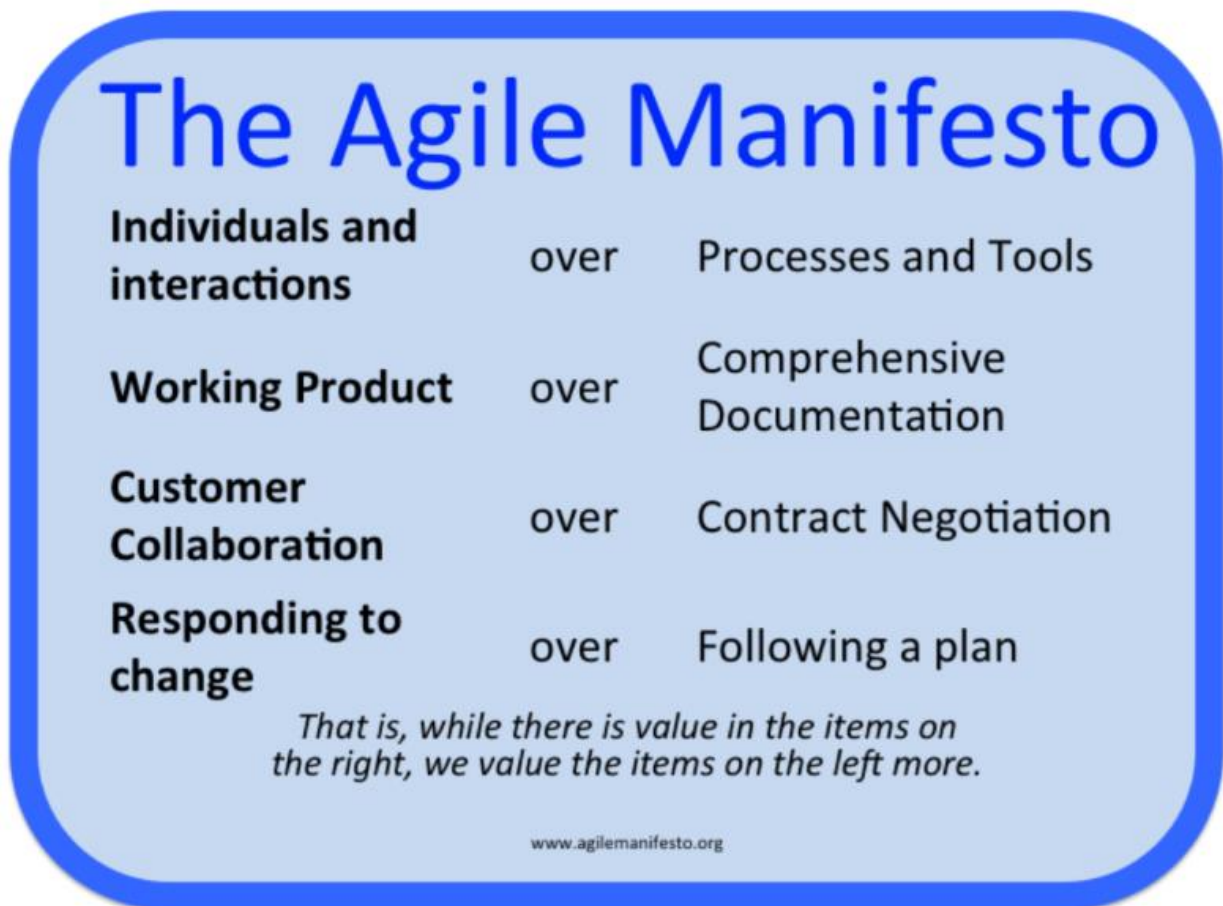 The Agile Manifesto
Individuals and
interactions
over
Processes and Tools
Working Product
over
Comprehensive
Documentation
Customer
Collaboration
over
Contract Negotiation
Responding to
change
over
Following a plan
That is, while there is value in the items on
the right, we value the items on the left more.
www.agilemanifesto.org